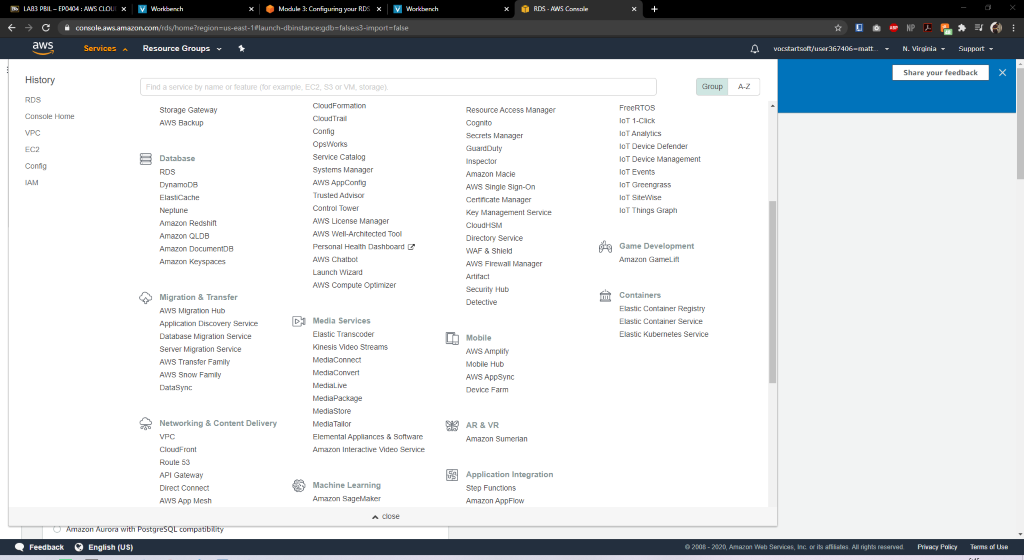 LAB3 PBIL – EP0404 : AWS CLOU
Workbench
Module 3: Configuring your RDS
Workbench
RDS - AWS Console
console.aws.amazon.com/rds/home?region=us-east-1#launch-dbinstance:gdb=false;s3-import=false
aws
Services
Resource Groups
vocstartsoft/user367406=matt...
N. Virginia
Support
Share your feedback
History
RDS
Console Home
VPC
EC2
Config
IAM
Find a service by name or feature (for example, EC2, S3 or VM, storage).
Group
A-Z
Storage Gateway
AWS Backup
Database
RDS
DynamoDB
ElastiCache
Neptune
Amazon Redshift
Amazon QLDB
Amazon DocumentDB
Amazon Keyspaces
Migration & Transfer
AWS Migration Hub
Application Discovery Service
Database Migration Service
Server Migration Service
AWS Transfer Family
AWS Snow Family
DataSync
Networking & Content Delivery
VPC
CloudFront
Route 53
API Gateway
Direct Connect
AWS App Mesh
CloudFormation
CloudTrail
Config
OpsWorks
Service Catalog
Systems Manager
AWS AppConfig
Trusted Advisor
Control Tower
AWS License Manager
AWS Well-Architected Tool
Personal Health Dashboard
AWS Chatbot
Launch Wizard
AWS Compute Optimizer
Media Services
Elastic Transcoder
Kinesis Video Streams
MediaConnect
MediaConvert
MediaLive
MediaPackage
MediaStore
MediaTailor
Elemental Appliances & Software
Amazon Interactive Video Service
Machine Learning
Amazon SageMaker
Resource Access Manager
Cognito
Secrets Manager
GuardDuty
Inspector
Amazon Macie
AWS Single Sign-On
Certificate Manager
Key Management Service
CloudHSM
Directory Service
WAF & Shield
AWS Firewall Manager
Artifact
Security Hub
Detective
Mobile
AWS Amplify
Mobile Hub
AWS AppSync
Device Farm
AR & VR
Amazon Sumerian
Application Integration
Step Functions
Amazon AppFlow
FreeRTOS
IoT 1-Click
IoT Analytics
IoT Device Defender
IoT Device Management
IoT Events
IoT Greengrass
IoT SiteWise
IoT Things Graph
Game Development
Amazon GameLift
Containers
Elastic Container Registry
Elastic Container Service
Elastic Kubernetes Service
close
Amazon Aurora with PostgreSQL compatibility
Feedback
English (US)
© 2008 - 2020, Amazon Web Services, Inc. or its affiliates. All rights reserved.
Privacy Policy
Terms of Use